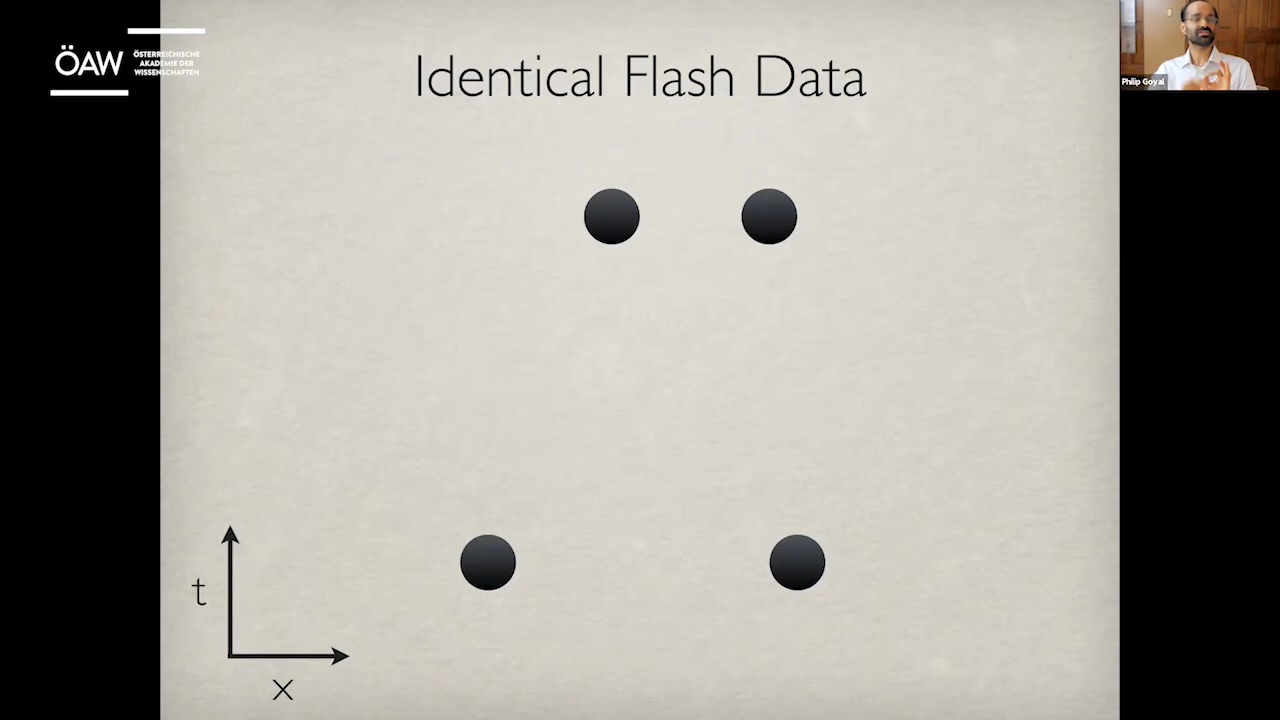 ÖAW
ÖSTERREICHISCHE
AKADEMIE DER
WISSENSCHAFTEN
Identical Flash Data
Philip Goyal
t
x